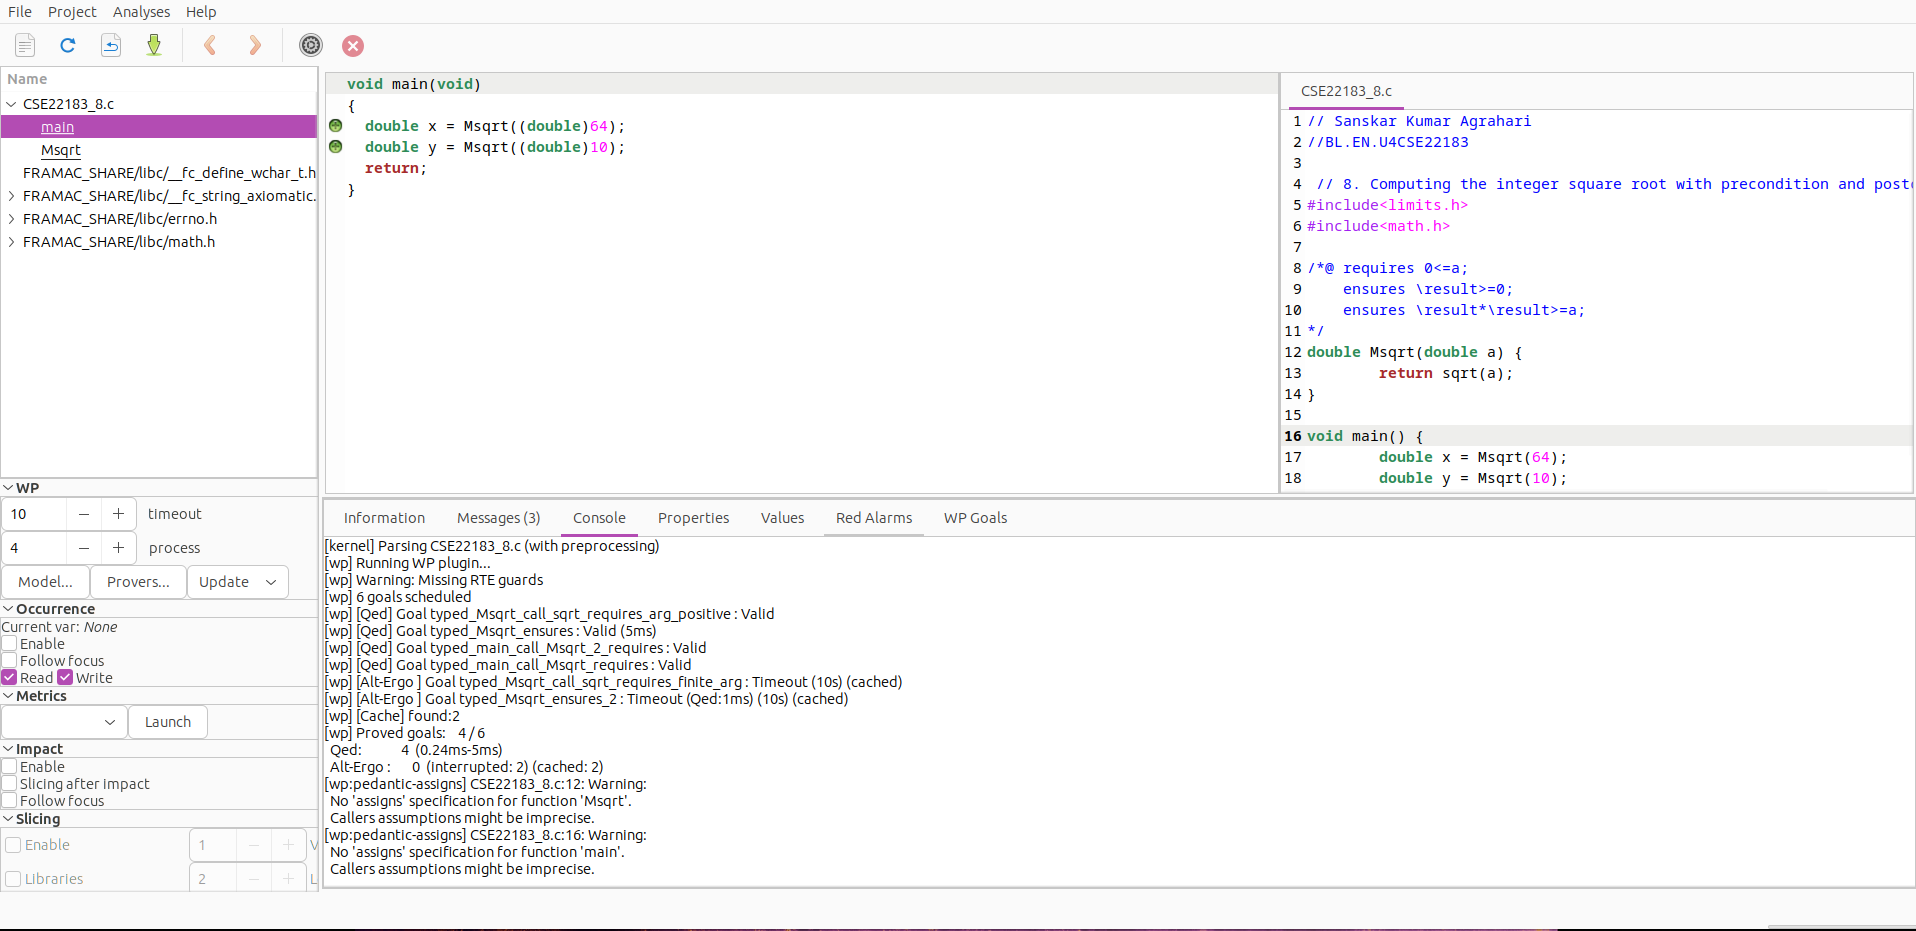 File Project Analyses Help
Name
CSE22183_8.c
main
Msqrt
FRAMAC_SHARE/libc/__fc_define_wchar_t.h
FRAMAC_SHARE/libc/__fc_string_axiomatic.
FRAMAC_SHARE/libc/errno.h
FRAMAC_SHARE/libc/math.h
WP
10 − + timeout
4 − + process
Model... Provers... Update
Occurrence
Current var: None
Enable
Follow focus
Read Write
Metrics
Launch
Impact
Enable
Slicing after impact
Follow focus
Slicing
Enable 1 − + V
Libraries 2 − + L
void main(void)
{
double x = Msqrt((double)64);
double y = Msqrt((double)10);
return;
}
CSE22183_8.c
1 // Sanskar Kumar Agrahari
2 //BL.EN.U4CSE22183
3
4 // 8. Computing the integer square root with precondition and postc
5 #include<limits.h>
6 #include<math.h>
7
8 /*@ requires 0<=a;
9 ensures \result>=0;
10 ensures \result*\result>=a;
11 */
12 double Msqrt(double a) {
13 return sqrt(a);
14 }
15
16 void main() {
17 double x = Msqrt(64);
18 double y = Msqrt(10);
Information Messages (3) Console Properties Values Red Alarms WP Goals
[kernel] Parsing CSE22183_8.c (with preprocessing)
[wp] Running WP plugin...
[wp] Warning: Missing RTE guards
[wp] 6 goals scheduled
[wp] [Qed] Goal typed_Msqrt_call_sqrt_requires_arg_positive : Valid
[wp] [Qed] Goal typed_Msqrt_ensures : Valid (5ms)
[wp] [Qed] Goal typed_main_call_Msqrt_2_requires : Valid
[wp] [Qed] Goal typed_main_call_Msqrt_requires : Valid
[wp] [Alt-Ergo ] Goal typed_Msqrt_call_sqrt_requires_finite_arg : Timeout (10s) (cached)
[wp] [Alt-Ergo ] Goal typed_Msqrt_ensures_2 : Timeout (Qed:1ms) (10s) (cached)
[wp] [Cache] found:2
[wp] Proved goals: 4 / 6
Qed: 4 (0.24ms-5ms)
Alt-Ergo : 0 (interrupted: 2) (cached: 2)
[wp:pedantic-assigns] CSE22183_8.c:12: Warning:
No 'assigns' specification for function 'Msqrt'.
Callers assumptions might be imprecise.
[wp:pedantic-assigns] CSE22183_8.c:16: Warning:
No 'assigns' specification for function 'main'.
Callers assumptions might be imprecise.